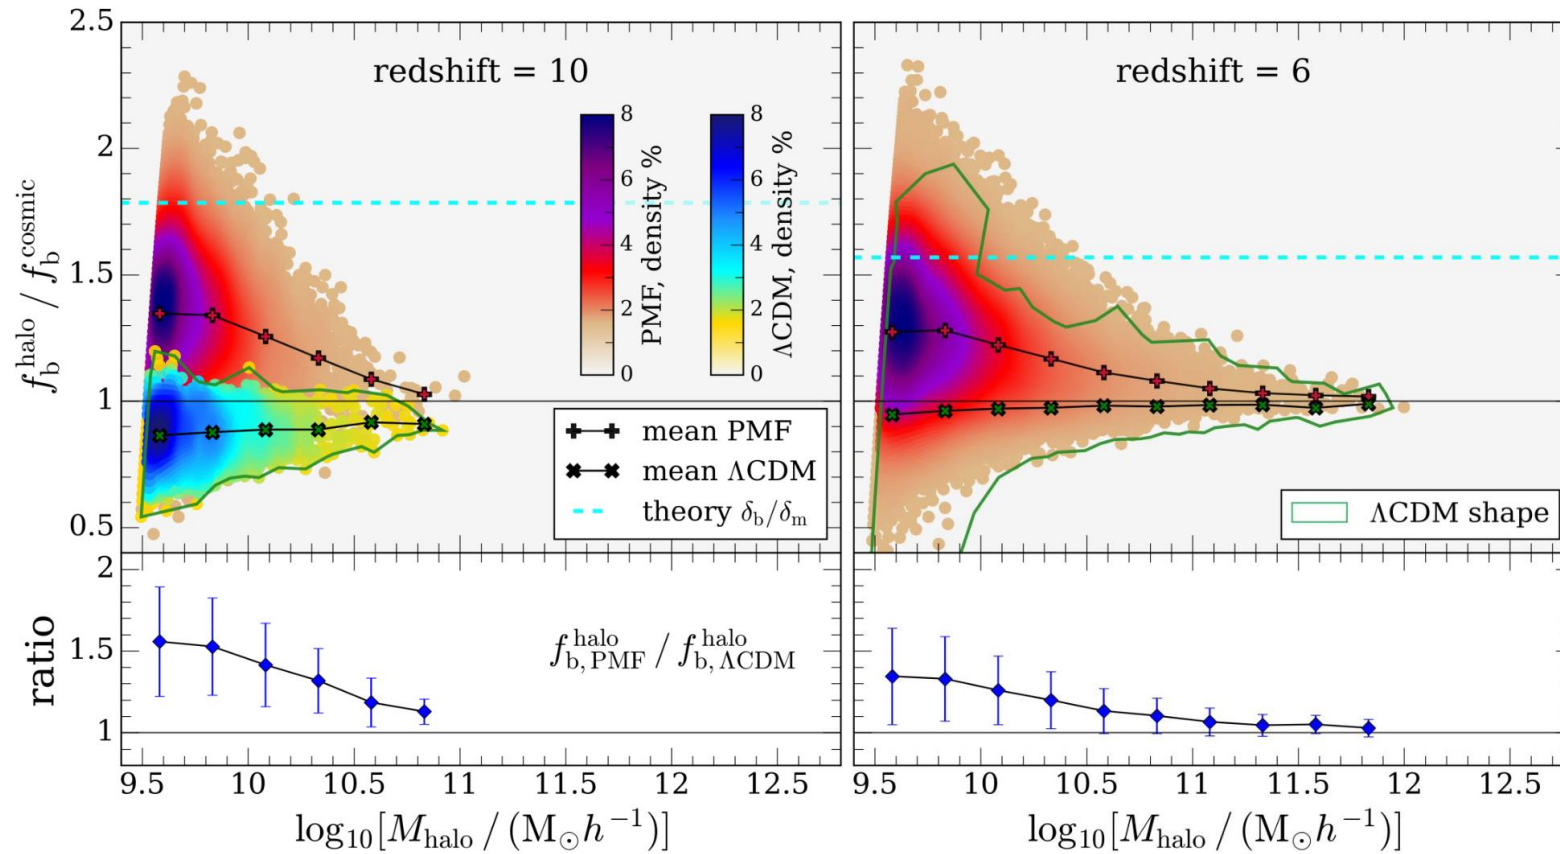 redshift = 10
redshift = 6
2.5
2
1.5
1
0.5
f_b^halo / f_b^cosmic
8
6
4
2
0
PMF, density %
8
6
4
2
0
ΛCDM, density %
mean PMF
mean ΛCDM
theory δ_b/δ_m
ΛCDM shape
2
1.5
1
ratio
f_b,PMF^halo / f_b,ΛCDM^halo
9.5 10 10.5 11 11.5 12 12.5
9.5 10 10.5 11 11.5 12 12.5
log₁₀[M_halo / (M_⊙ h⁻¹)]
log₁₀[M_halo / (M_⊙ h⁻¹)]